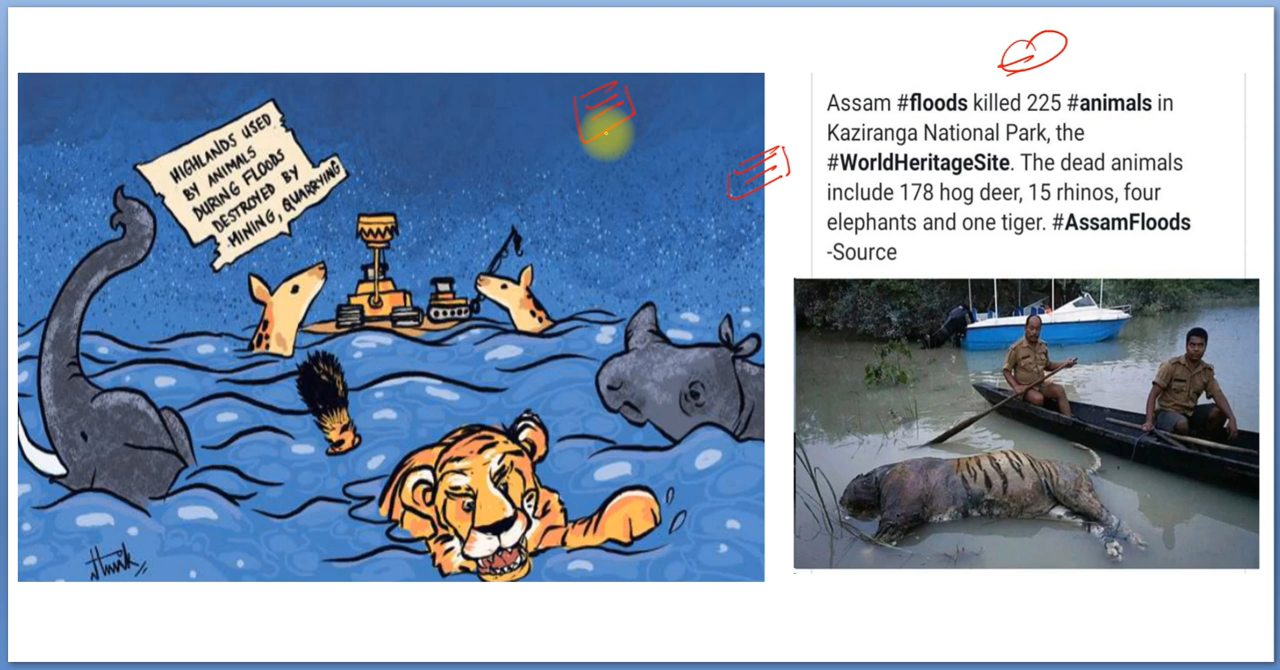 HIGHLANDS USED
BY ANIMALS
DURING FLOODS
DESTROYED BY
MINING, QUARRYING
Assam #floods killed 225 #animals in
Kaziranga National Park, the
#WorldHeritageSite. The dead animals
include 178 hog deer, 15 rhinos, four
elephants and one tiger. #AssamFloods
-Source